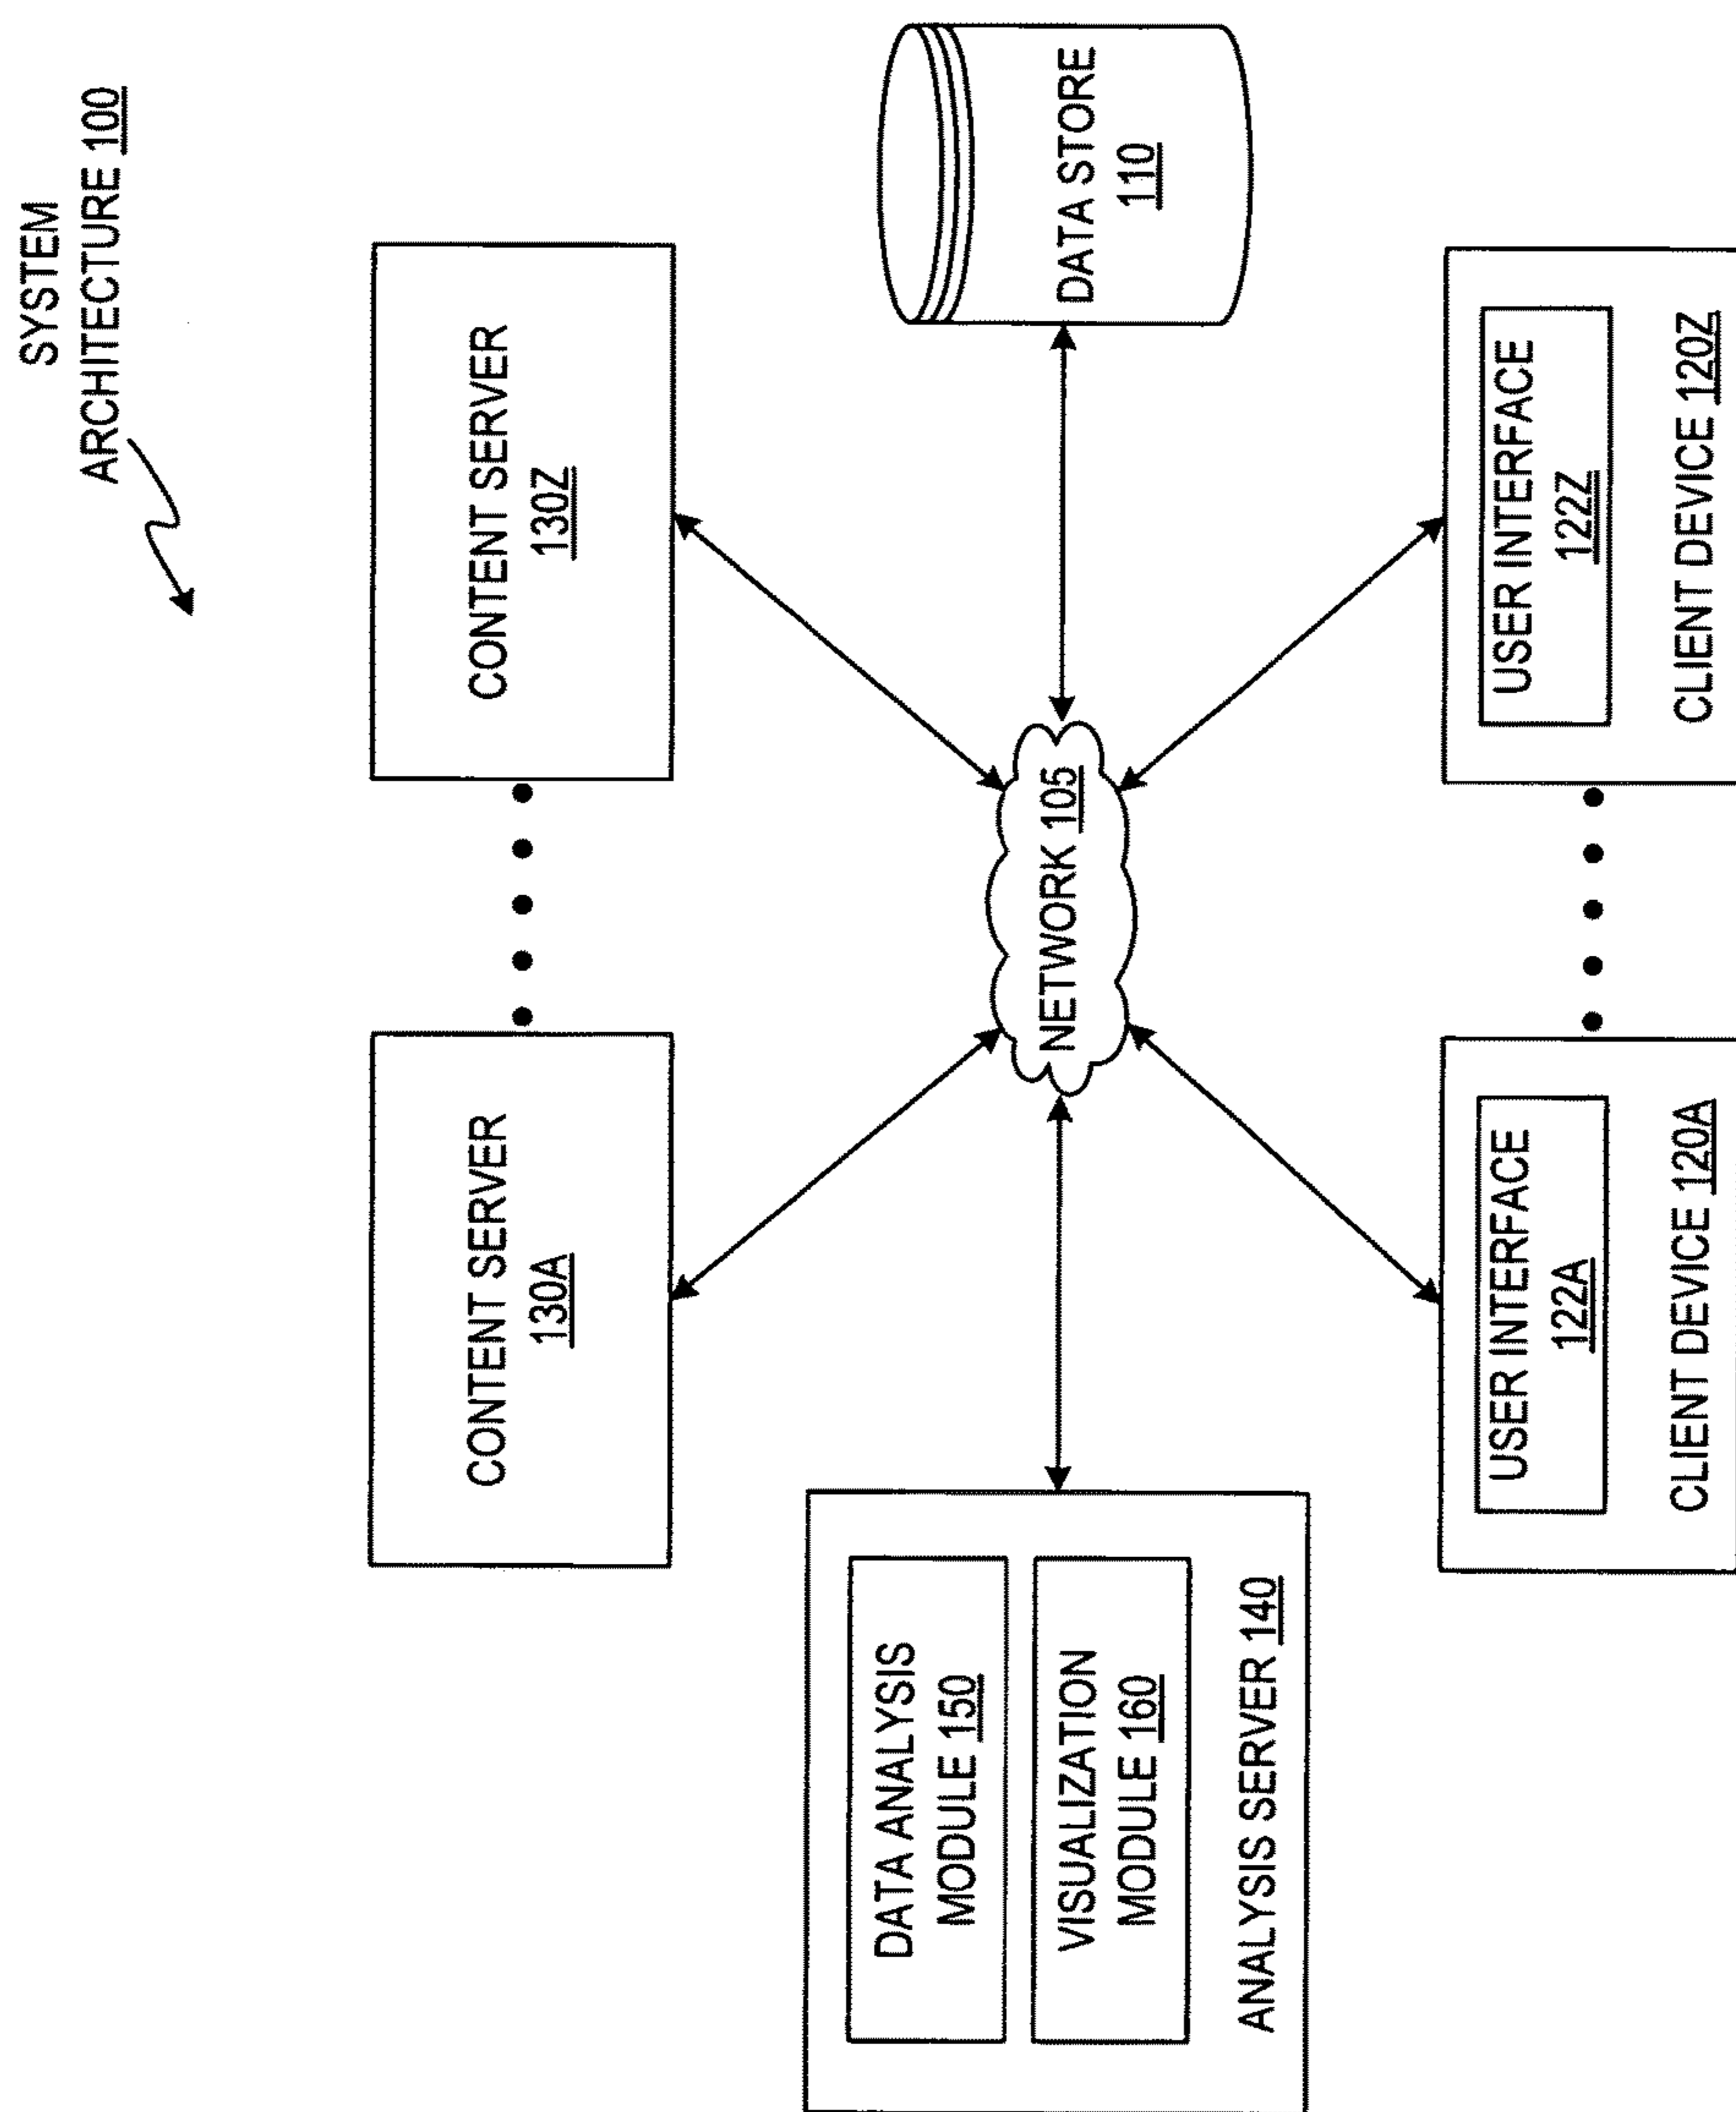 SYSTEM
ARCHITECTURE 100
CONTENT SERVER
130A
CONTENT SERVER
130Z
DATA ANALYSIS
MODULE 150
VISUALIZATION
MODULE 160
ANALYSIS SERVER 140
NETWORK 105
DATA STORE
110
USER INTERFACE
122A
CLIENT DEVICE 120A
USER INTERFACE
122Z
CLIENT DEVICE 120Z